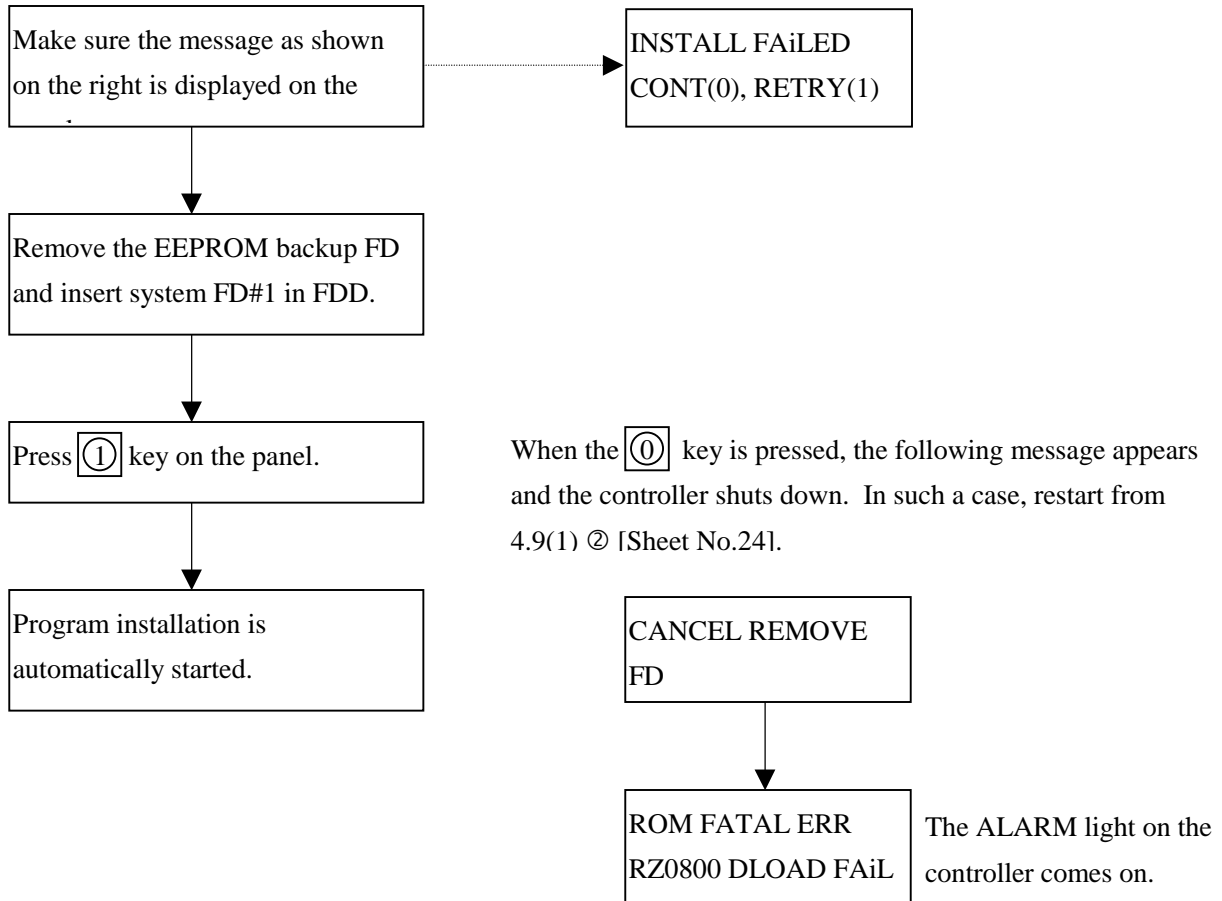 Make sure the message as shown
on the right is displayed on the
INSTALL FAiLED
CONT(0), RETRY(1)
Remove the EEPROM backup FD
and insert system FD#1 in FDD.
Press ① key on the panel.
When the ⓪ key is pressed, the following message appears
and the controller shuts down. In such a case, restart from
4.9(1) ② [Sheet No.24].
Program installation is
automatically started.
CANCEL REMOVE
FD
ROM FATAL ERR
RZ0800 DLOAD FAiL
The ALARM light on the
controller comes on.